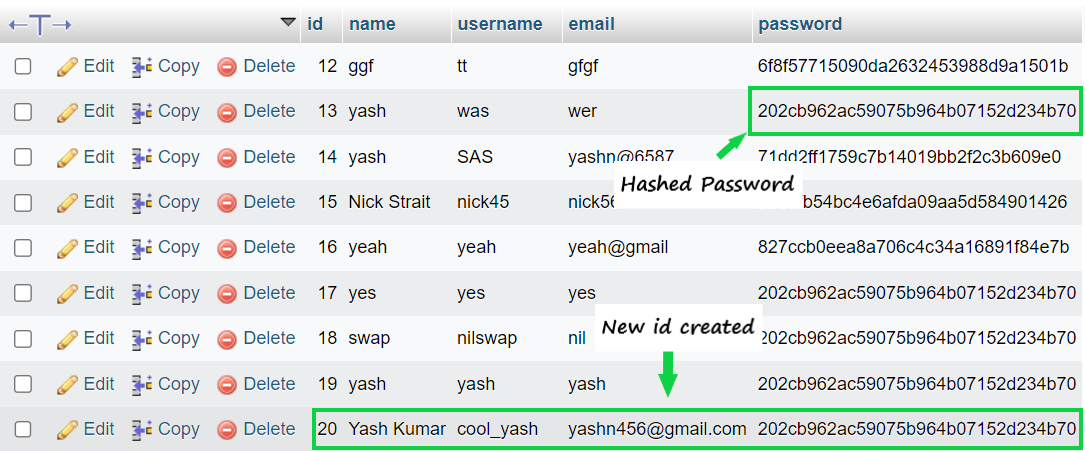 id name username email password
Edit Copy Delete 12 ggf tt gfgf 6f8f57715090da2632453988d9a1501b
Edit Copy Delete 13 yash was wer 202cb962ac59075b964b07152d234b70
Edit Copy Delete 14 yash SAS yashn@6587 71dd2ff1759c7b14019bb2f2c3b609e0
Hashed Password
Edit Copy Delete 15 Nick Strait nick45 nick56 b54bc4e6afda09aa5d584901426
Edit Copy Delete 16 yeah yeah yeah@gmail 827ccb0eea8a706c4c34a16891f84e7b
Edit Copy Delete 17 yes yes yes 202cb962ac59075b964b07152d234b70
New id created
Edit Copy Delete 18 swap nilswap nil 202cb962ac59075b964b07152d234b70
Edit Copy Delete 19 yash yash yash 202cb962ac59075b964b07152d234b70
Edit Copy Delete 20 Yash Kumar cool_yash yashn456@gmail.com 202cb962ac59075b964b07152d234b70